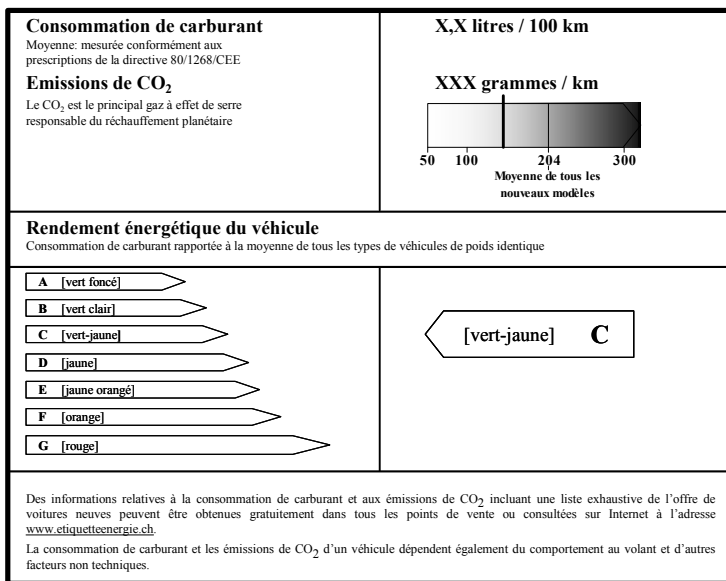 Consommation de carburant
Moyenne: mesurée conformément aux
prescriptions de la directive 80/1268/CEE
X,X litres / 100 km
Emissions de CO2
Le CO2 est le principal gaz à effet de serre
responsable du réchauffement planétaire
XXX grammes / km
50 100 204 300
Moyenne de tous les
nouveaux modèles
Rendement énergétique du véhicule
Consommation de carburant rapportée à la moyenne de tous les types de véhicules de poids identique
A [vert foncé]
B [vert clair]
C [vert-jaune]
D [jaune]
E [jaune orangé]
F [orange]
G [rouge]
[vert-jaune] C
Des informations relatives à la consommation de carburant et aux émissions de CO2 incluant une liste exhaustive de l’offre de
voitures neuves peuvent être obtenues gratuitement dans tous les points de vente ou consultées sur Internet à l’adresse
www.etiquetteenergie.ch.
La consommation de carburant et les émissions de CO2 d’un véhicule dépendent également du comportement au volant et d’autres
facteurs non techniques.